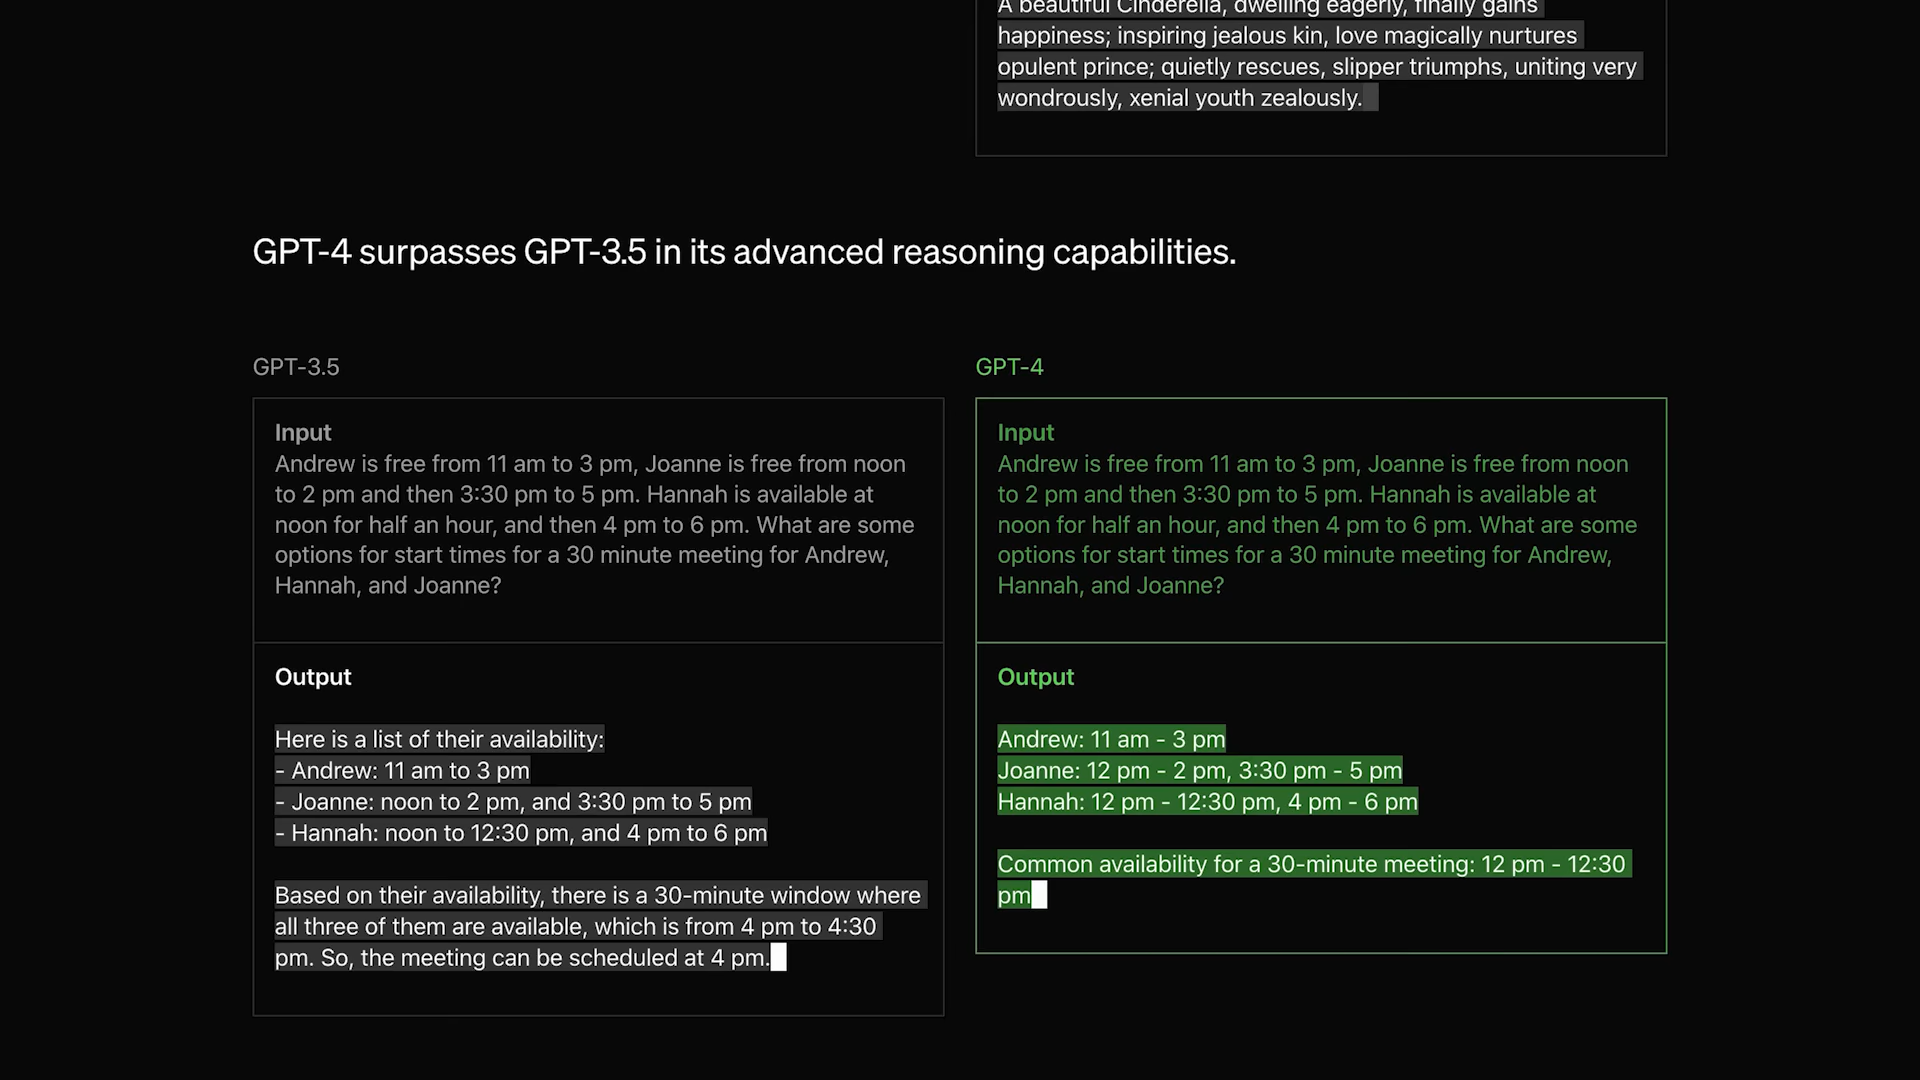 A beautiful Cinderella, dwelling eagerly, finally gains
happiness; inspiring jealous kin, love magically nurtures
opulent prince; quietly rescues, slipper triumphs, uniting very
wondrously, xenial youth zealously.
GPT-4 surpasses GPT-3.5 in its advanced reasoning capabilities.
GPT-3.5
Input
Andrew is free from 11 am to 3 pm, Joanne is free from noon
to 2 pm and then 3:30 pm to 5 pm. Hannah is available at
noon for half an hour, and then 4 pm to 6 pm. What are some
options for start times for a 30 minute meeting for Andrew,
Hannah, and Joanne?
Output
Here is a list of their availability:
- Andrew: 11 am to 3 pm
- Joanne: noon to 2 pm, and 3:30 pm to 5 pm
- Hannah: noon to 12:30 pm, and 4 pm to 6 pm
Based on their availability, there is a 30-minute window where
all three of them are available, which is from 4 pm to 4:30
pm. So, the meeting can be scheduled at 4 pm.
GPT-4
Input
Andrew is free from 11 am to 3 pm, Joanne is free from noon
to 2 pm and then 3:30 pm to 5 pm. Hannah is available at
noon for half an hour, and then 4 pm to 6 pm. What are some
options for start times for a 30 minute meeting for Andrew,
Hannah, and Joanne?
Output
Andrew: 11 am - 3 pm
Joanne: 12 pm - 2 pm, 3:30 pm - 5 pm
Hannah: 12 pm - 12:30 pm, 4 pm - 6 pm
Common availability for a 30-minute meeting: 12 pm - 12:30
pm